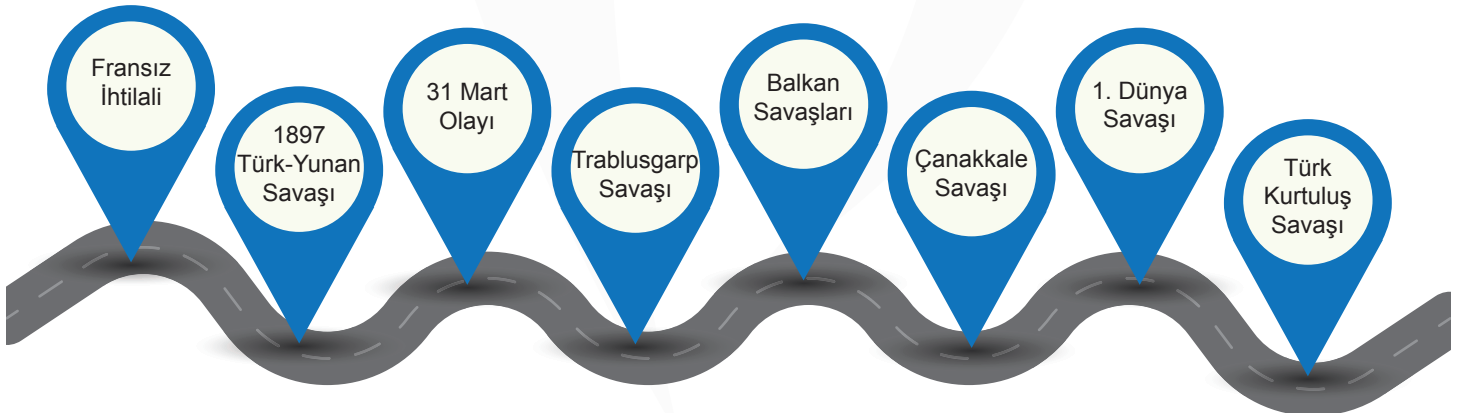 Fransız
İhtilali
1897
Türk-Yunan
Savaşı
31 Mart
Olayı
Trablusgarp
Savaşı
Balkan
Savaşları
Çanakkale
Savaşı
1. Dünya
Savaşı
Türk
Kurtuluş
Savaşı